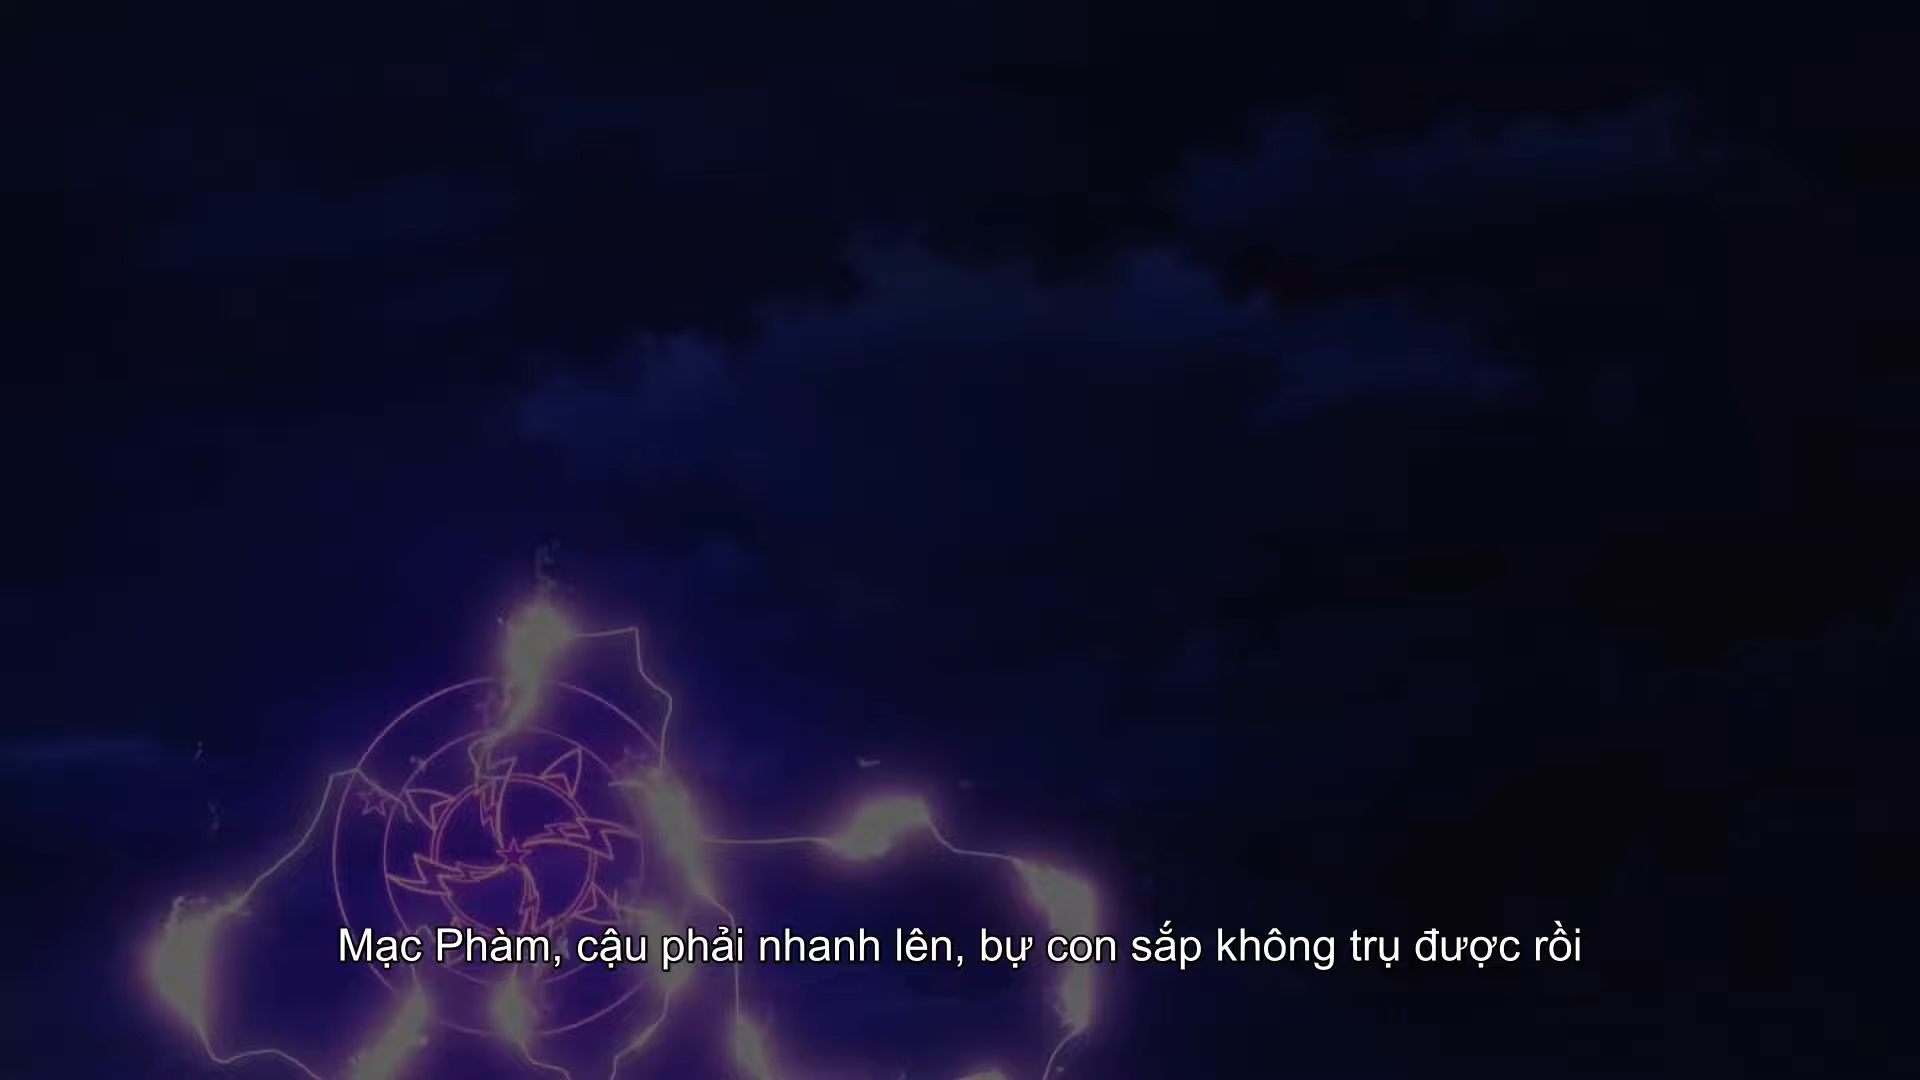 Mạc Phàm, cậu phải nhanh lên, bự con sắp không trụ được rồi